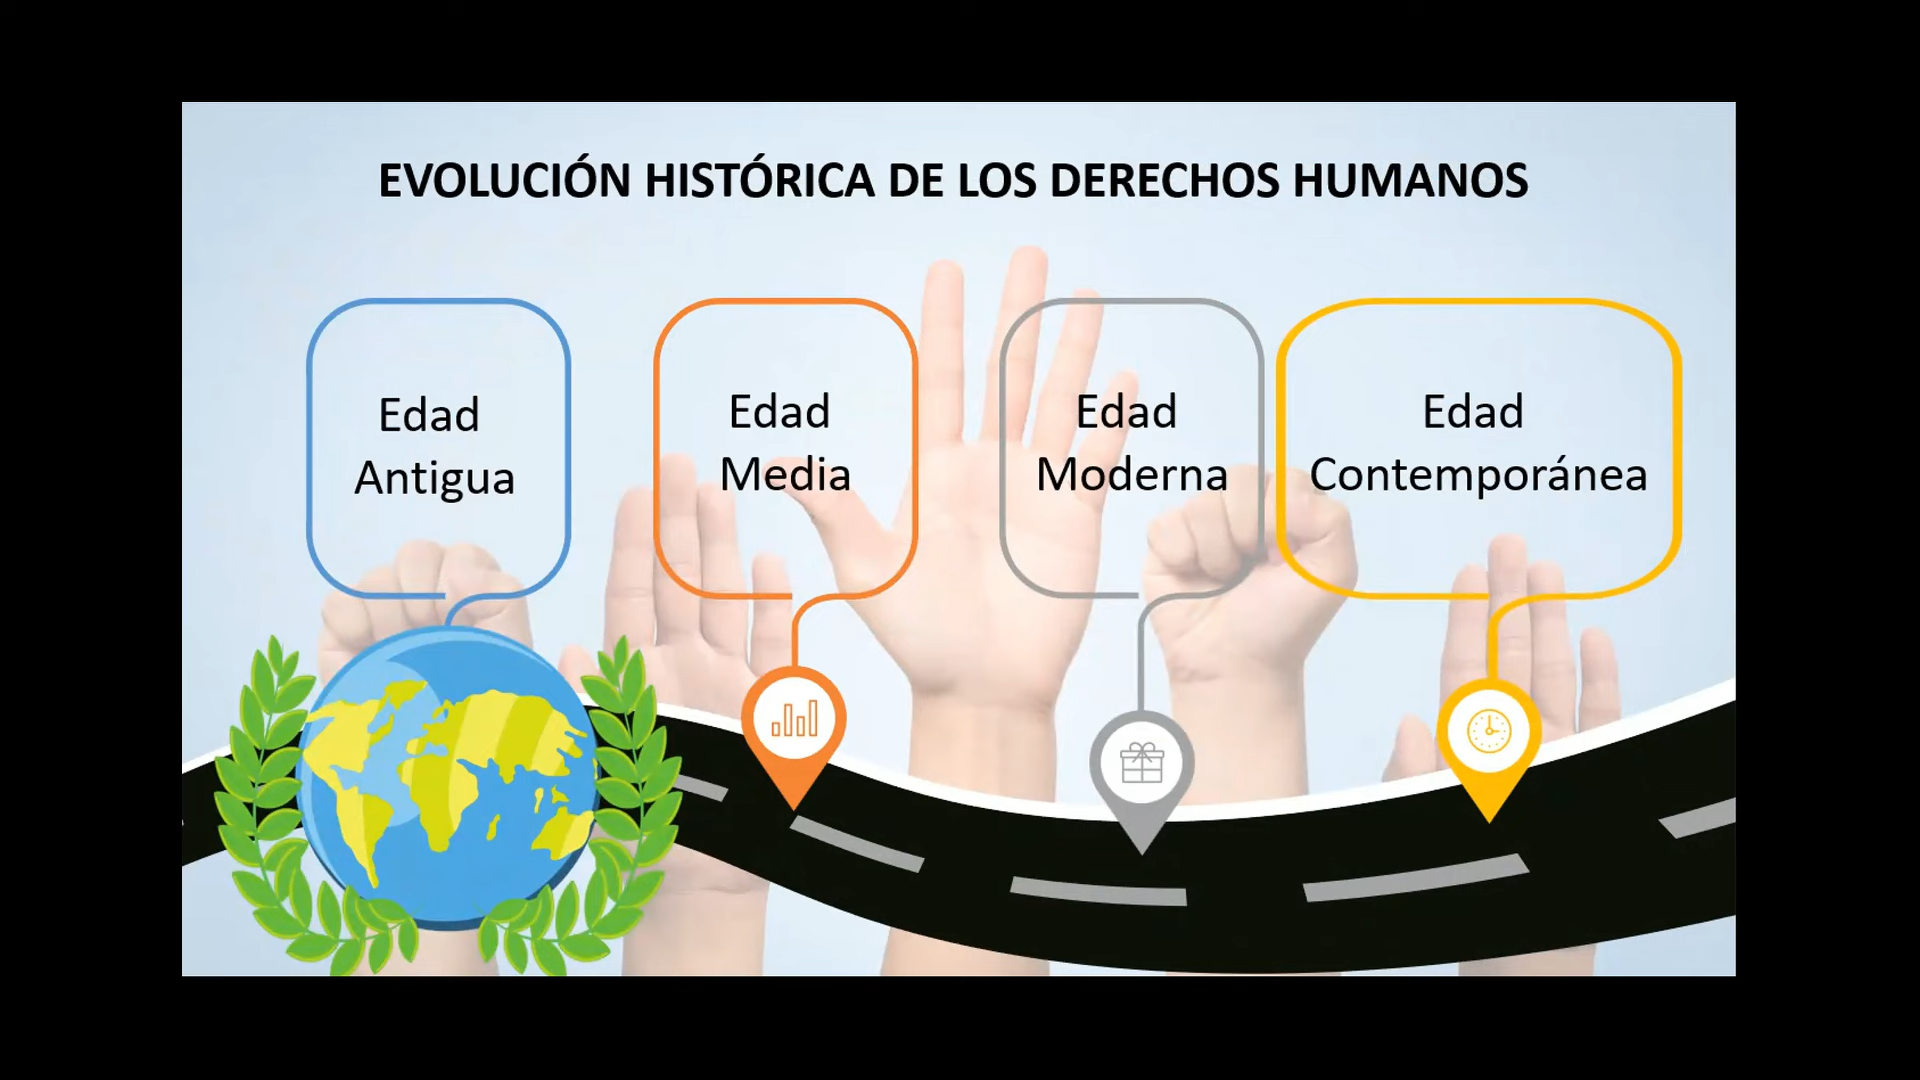 EVOLUCIÓN HISTÓRICA DE LOS DERECHOS HUMANOS
Edad
Antigua
Edad
Media
Edad
Moderna
Edad
Contemporánea